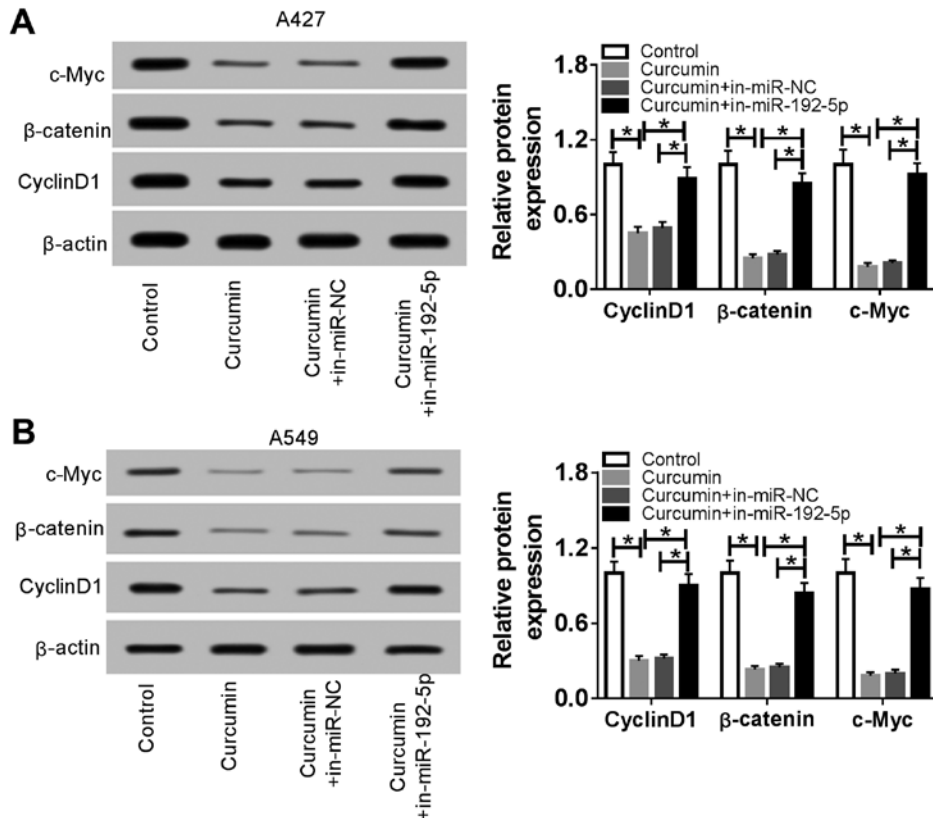 A
A427
c-Myc
β-catenin
CyclinD1
β-actin
Control
Curcumin
Curcumin
+in-miR-NC
Curcumin
+in-miR-192-5p
Relative protein
expression
1.8
1.2
0.6
0.0
Control
Curcumin
Curcumin+in-miR-NC
Curcumin+in-miR-192-5p
* * *
* * *
* * *
CyclinD1
β-catenin
c-Myc
B
A549
c-Myc
β-catenin
CyclinD1
β-actin
Control
Curcumin
Curcumin
+in-miR-NC
Curcumin
+in-miR-192-5p
Relative protein
expression
1.8
1.2
0.6
0.0
Control
Curcumin
Curcumin+in-miR-NC
Curcumin+in-miR-192-5p
* * *
* * *
* * *
CyclinD1
β-catenin
c-Myc